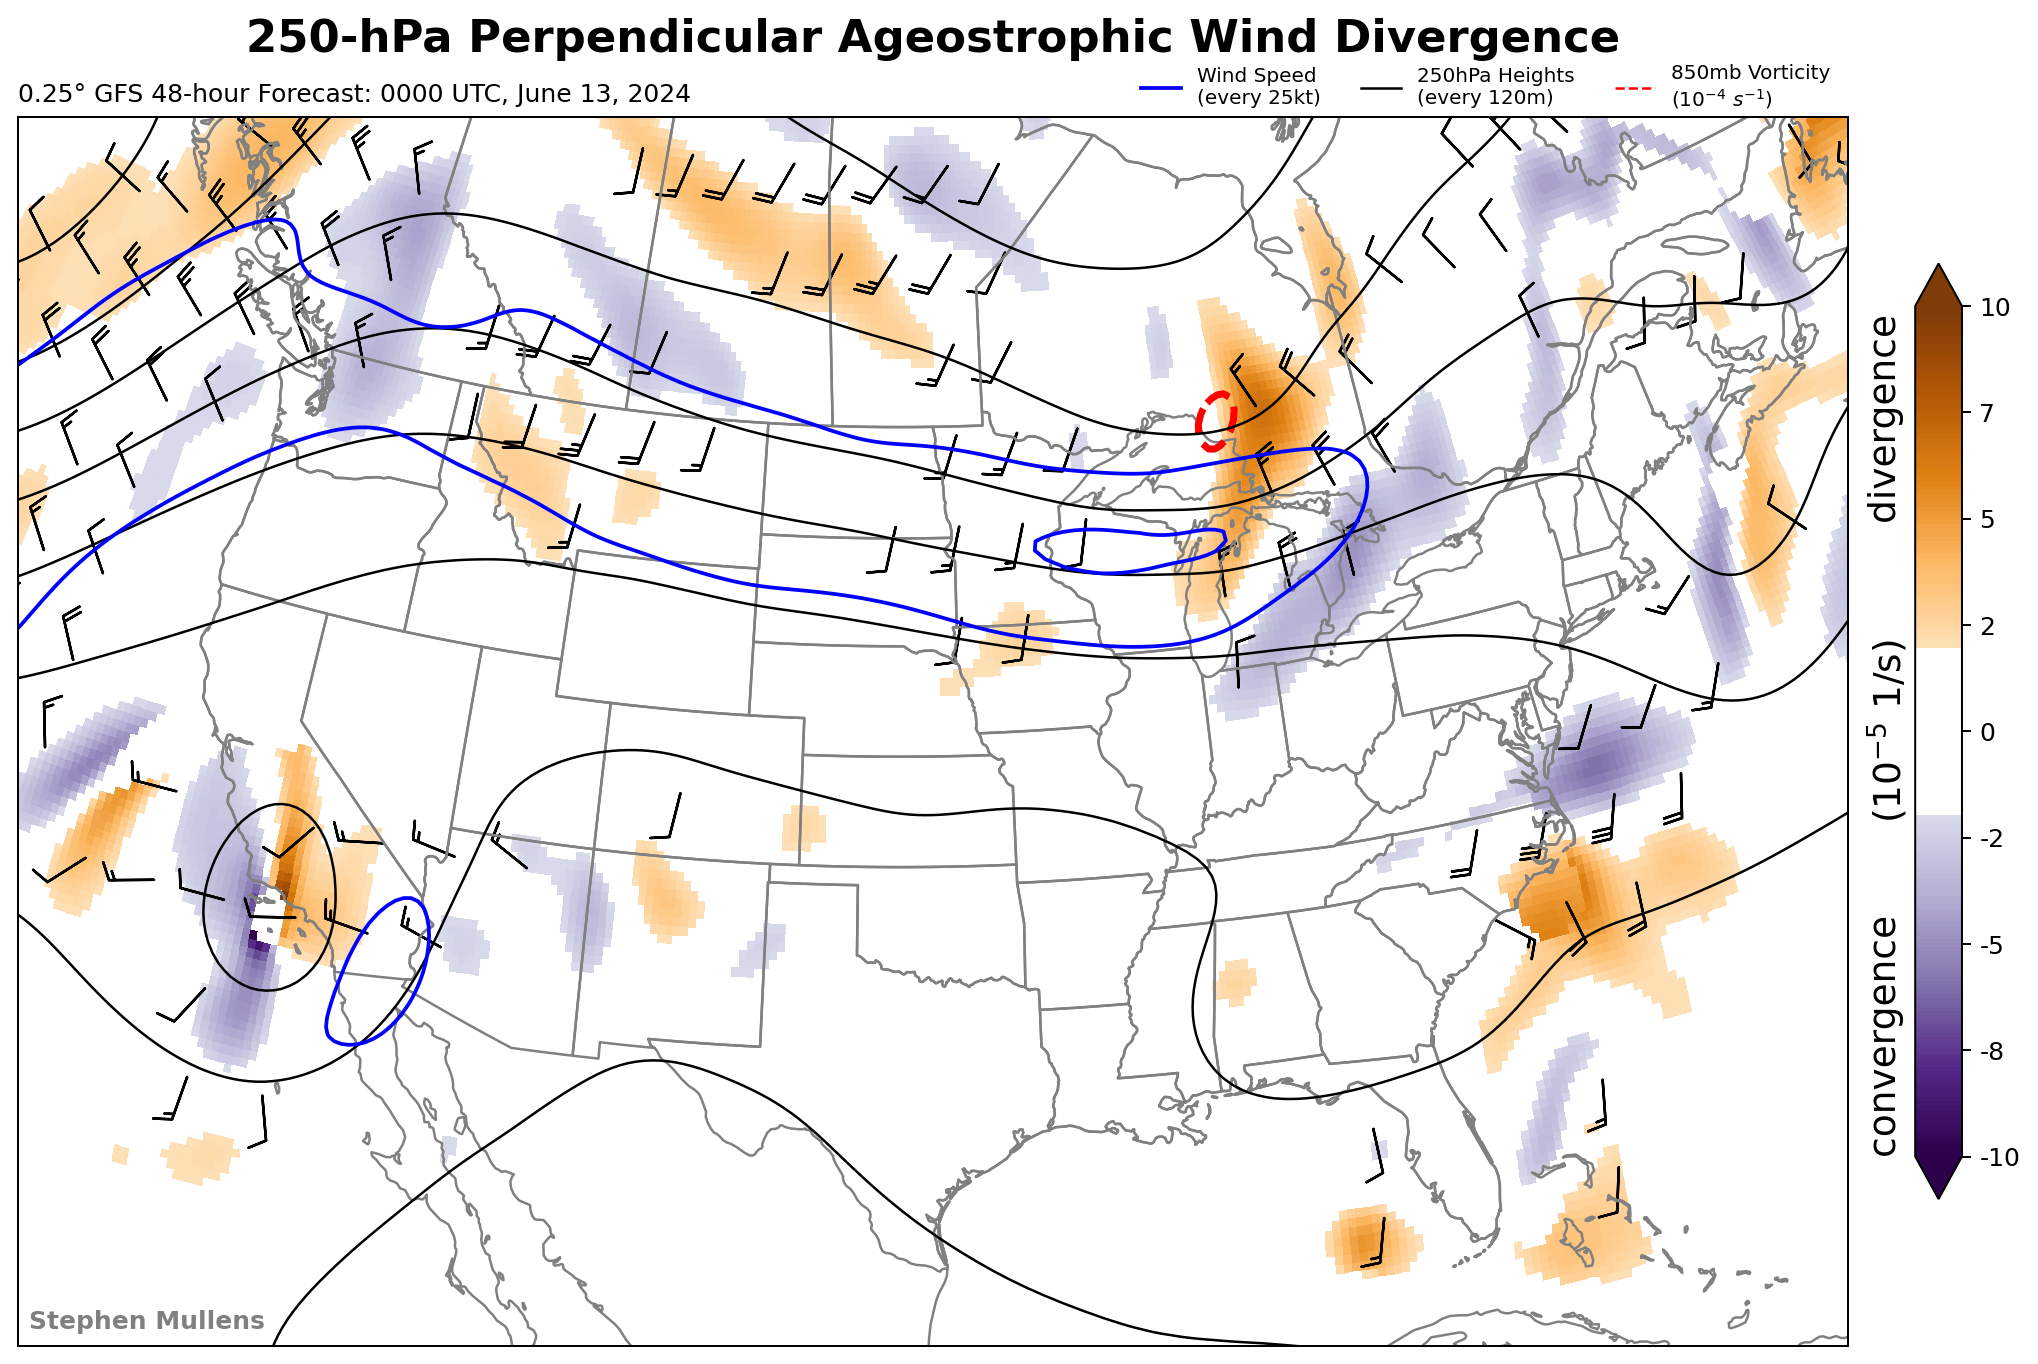 250-hPa Perpendicular Ageostrophic Wind Divergence
0.25° GFS 48-hour Forecast: 0000 UTC, June 13, 2024
Wind Speed
(every 25kt)
250hPa Heights
(every 120m)
850mb Vorticity
(10⁻⁴ s⁻¹)
10
7
5
2
0
-2
-5
-8
-10
convergence (10⁻⁵ 1/s) divergence
Stephen Mullens